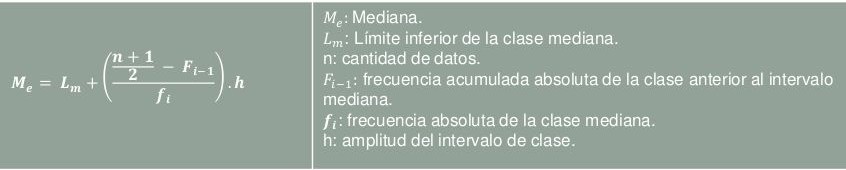 M_e = L_m + ( ( (n + 1)/2 − F_{i−1} ) / f_i ) . h
M_e: Mediana.
L_m: Límite inferior de la clase mediana.
n: cantidad de datos.
F_{i−1}: frecuencia acumulada absoluta de la clase anterior al intervalo
mediana.
f_i: frecuencia absoluta de la clase mediana.
h: amplitud del intervalo de clase.